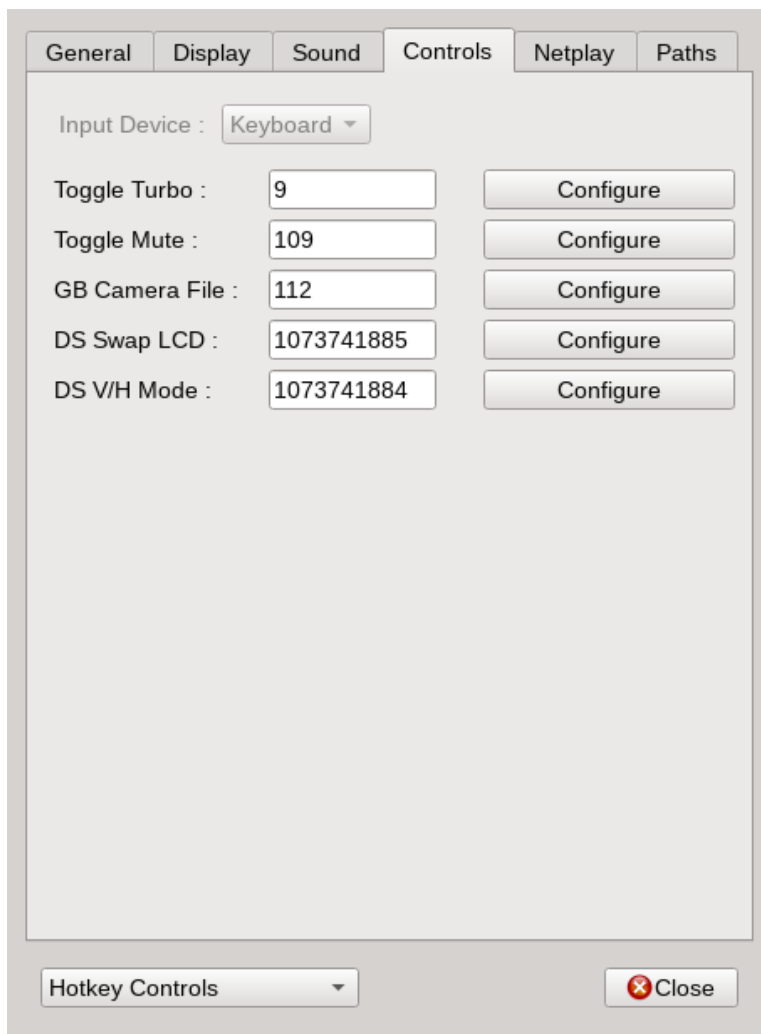 General Display Sound Controls Netplay Paths
Input Device : Keyboard
Toggle Turbo : 9 Configure
Toggle Mute : 109 Configure
GB Camera File : 112 Configure
DS Swap LCD : 1073741885 Configure
DS V/H Mode : 1073741884 Configure
Hotkey Controls Close